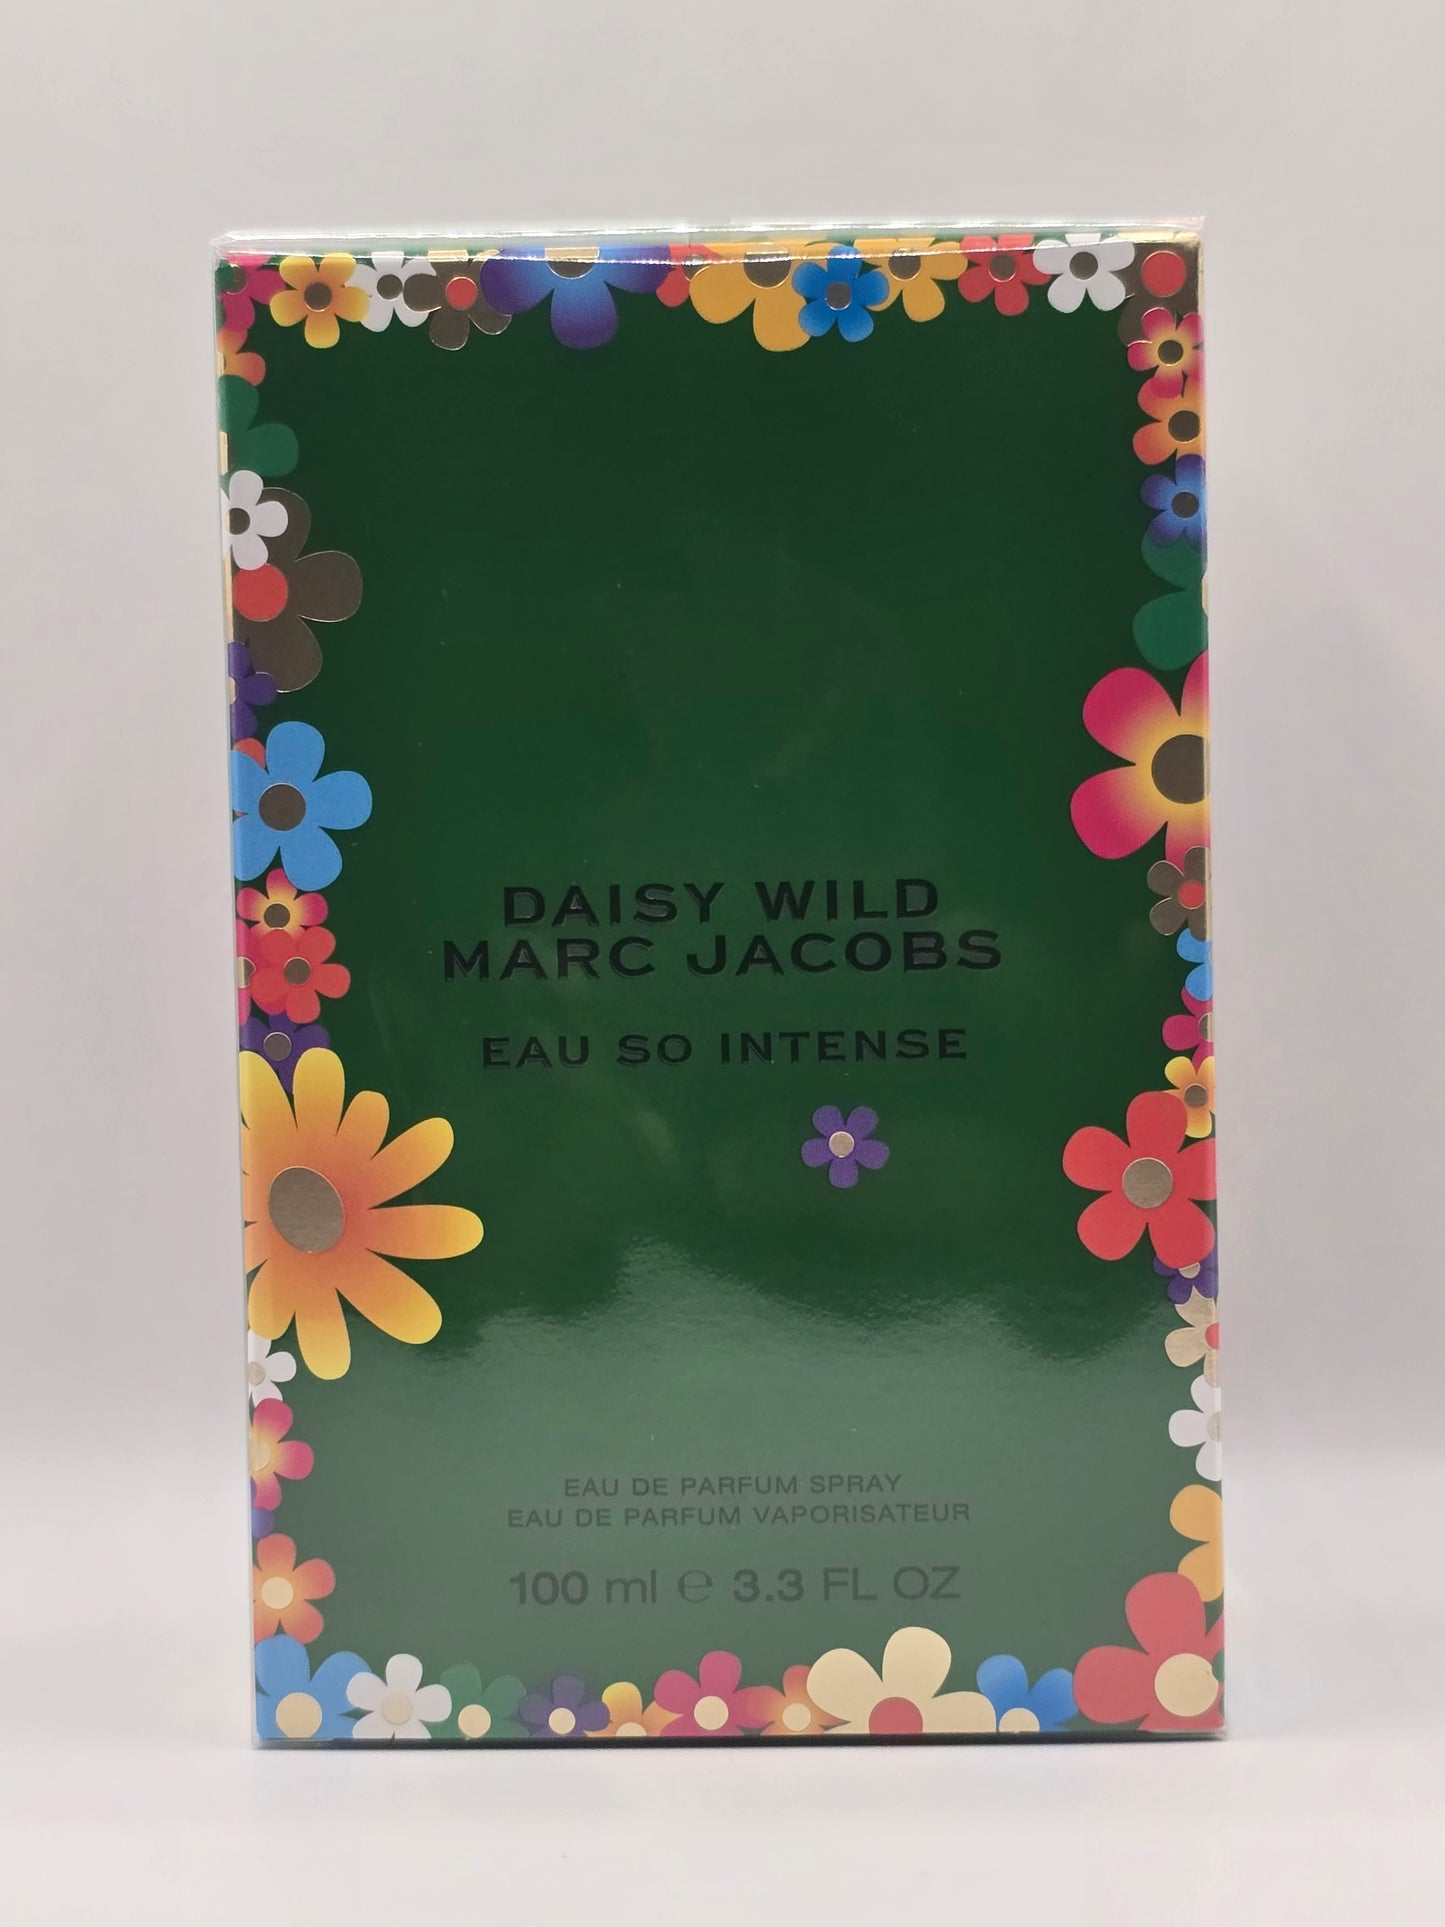 DAISY WILD
MARC JACOBS
EAU SO INTENSE
EAU DE PARFUM SPRAY
EAU DE PARFUM VAPORISATEUR
100 ml ℮ 3.3 FL OZ